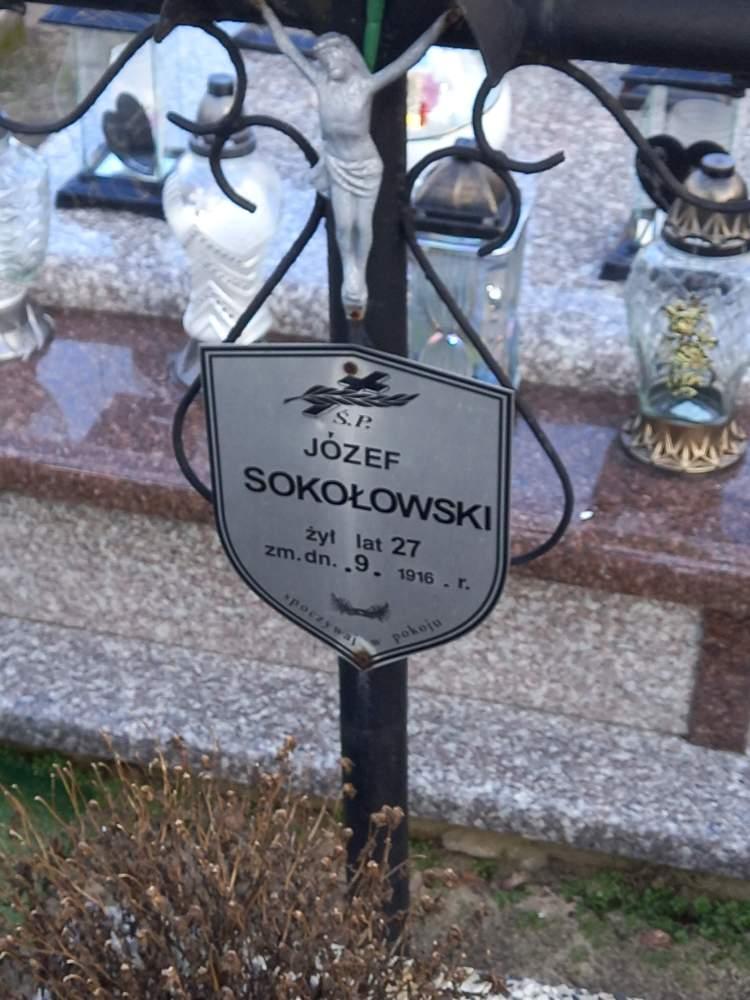 Ś.P.
JÓZEF
SOKOŁOWSKI
żył lat 27
zm.dn. .9. 1916 . r.
spoczywaj w pokoju